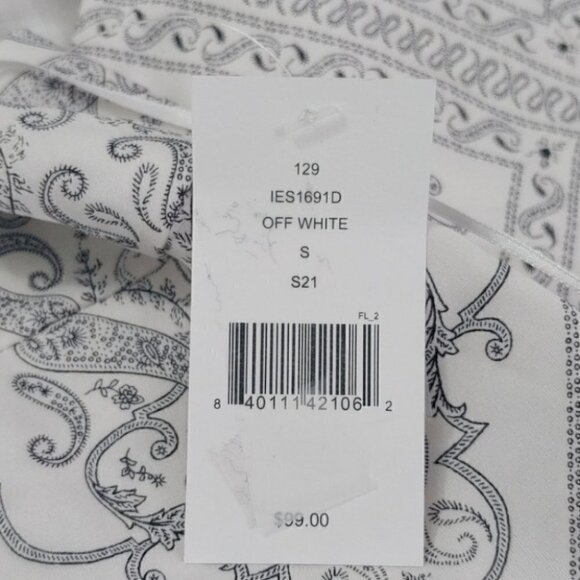 129
IES1691D
OFF WHITE
S
S21
FL_2
8 40111 42106 2
$99.00